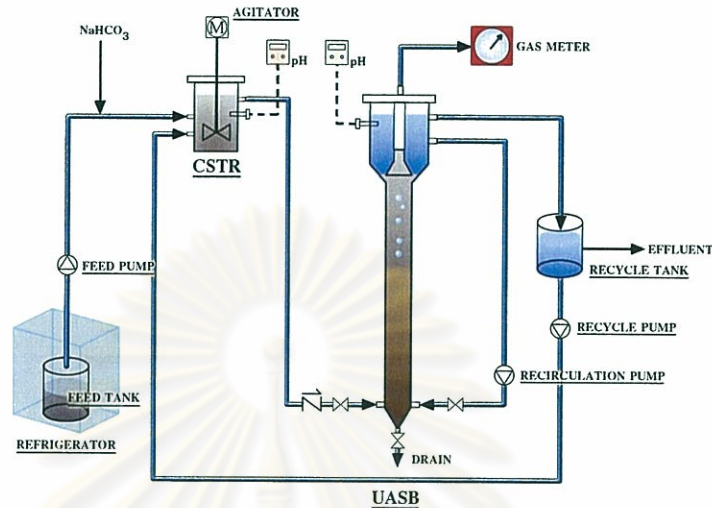 AGITATOR
M
NaHCO3
pH
pH
GAS METER
CSTR
FEED PUMP
EFFLUENT
RECYCLE TANK
RECYCLE PUMP
RECIRCULATION PUMP
FEED TANK
REFRIGERATOR
DRAIN
UASB